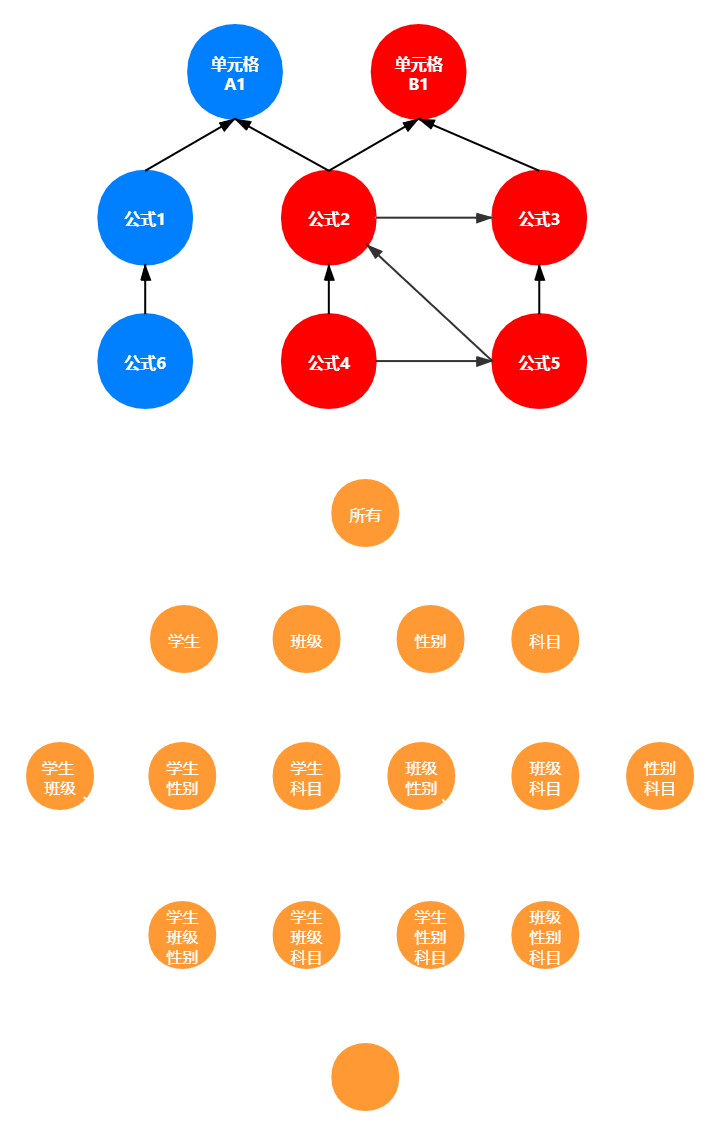 单元格
A1
单元格
B1
公式1
公式2
公式3
公式6
公式4
公式5
所有
学生
班级
性别
科目
学生
班级
学生
性别
学生
科目
班级
性别
班级
科目
性别
科目
学生
班级
性别
学生
班级
科目
学生
性别
科目
班级
性别
科目